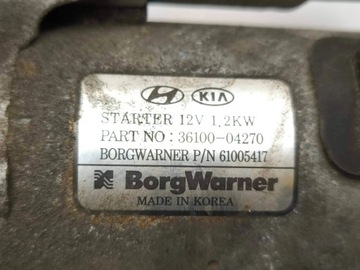 KIA
STARTER 12V 1.2KW
PART NO : 36100-04270
BORGWARNER P/N 61005417
BorgWarner
MADE IN KOREA